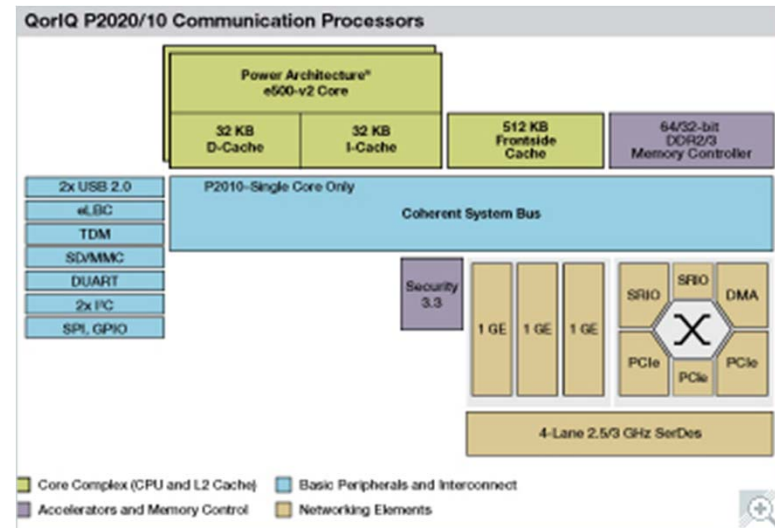 QorIQ P2020/10 Communication Processors
Power Architecture®
e500-v2 Core
32 KB
D-Cache
32 KB
I-Cache
512 KB
Frontside
Cache
64/32-bit
DDR2/3
Memory Controller
2x USB 2.0
eLBC
TDM
SD/MMC
DUART
2x I²C
SPI, GPIO
P2010–Single Core Only
Coherent System Bus
Security
3.3
1 GE
1 GE
1 GE
SRIO
SRIO
DMA
PCIe
PCIe
PCIe
4-Lane 2.5/3 GHz SerDes
Core Complex (CPU and L2 Cache)
Basic Peripherals and Interconnect
Accelerators and Memory Control
Networking Elements